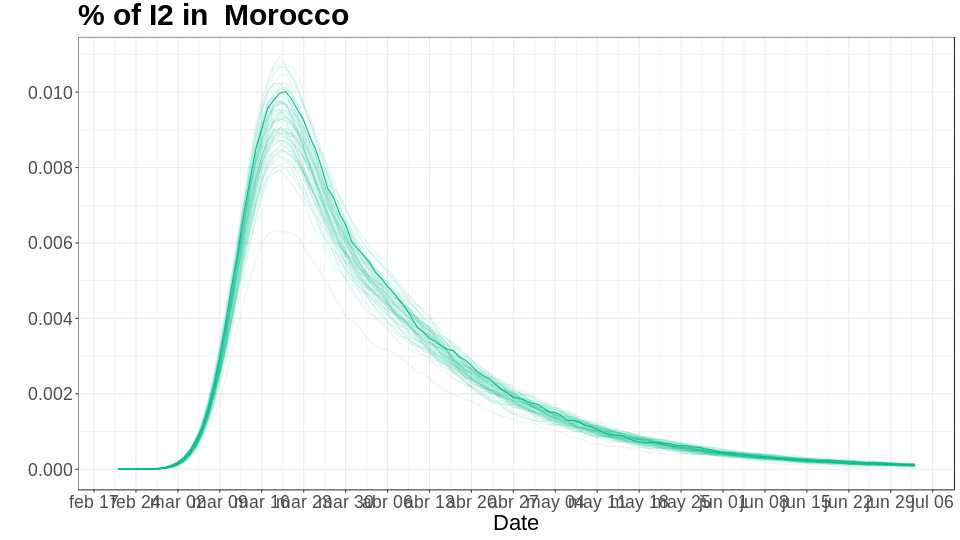 % of I2 in  Morocco
0.010
0.008
0.006
0.004
0.002
0.000
feb 17 feb 24 mar 02 mar 09 mar 16 mar 23 mar 30 abr 06 abr 13 abr 20 abr 27 may 04 may 11 may 18 may 25 jun 01 jun 08 jun 15 jun 22 jun 29 jul 06
Date